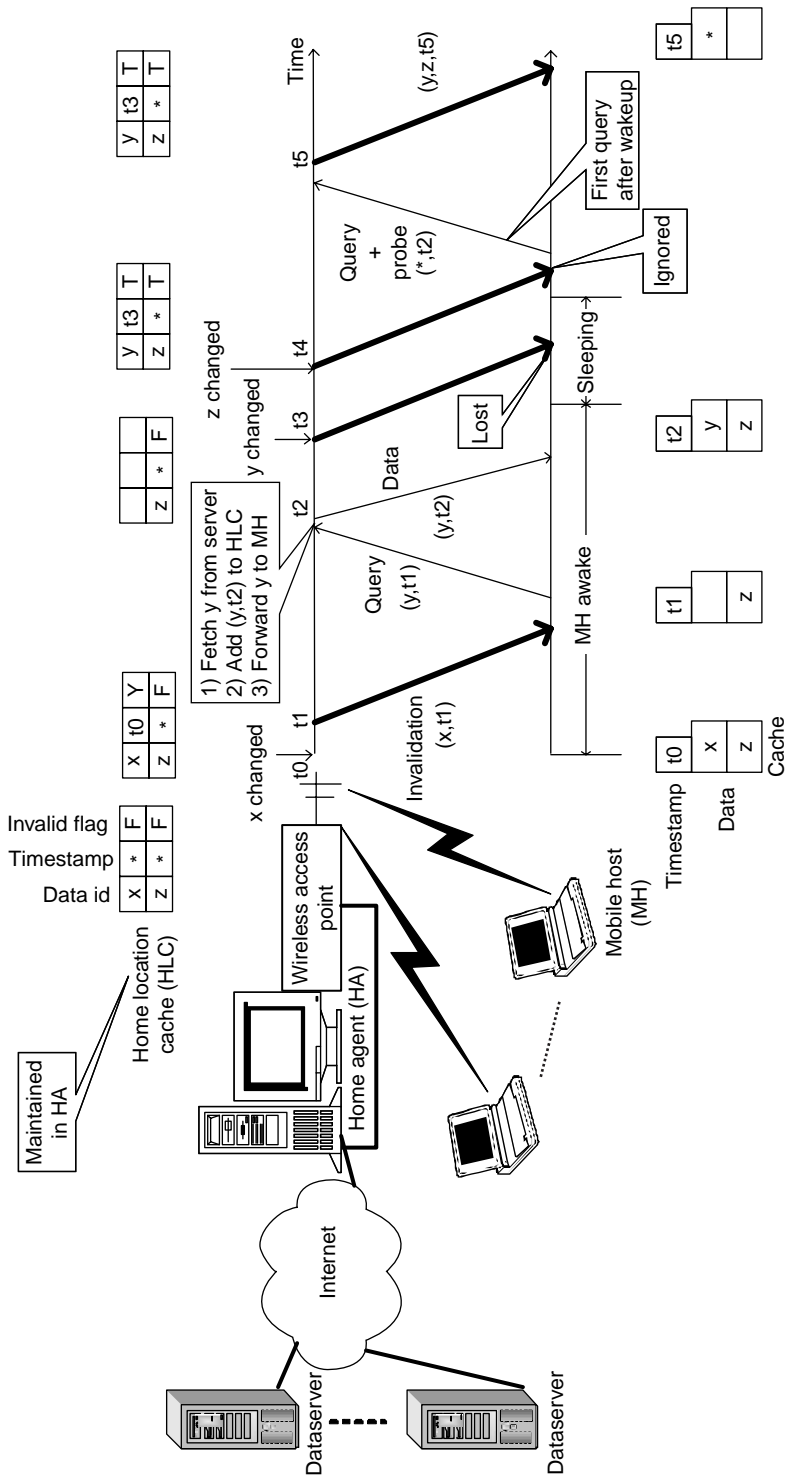 Maintained
in HA
Home location
cache (HLC)
Data id
Timestamp
Invalid flag
x * F
z * F
x t0 Y
z * F
z * F
y t3 T
z * T
y t3 T
z * T
Dataserver
Dataserver
Internet
Home agent (HA)
Wireless access
point
Mobile host
(MH)
x changed
t0
t1
1) Fetch y from server
2) Add (y,t2) to HLC
3) Forward y to MH
t2
y changed
t3
z changed
t4
t5
Time
Invalidation
(x,t1)
Query
(y,t1)
Data
(y,t2)
Lost
Query
+
probe
(*,t2)
(y,z,t5)
MH awake
Sleeping
Ignored
First query
after wakeup
Timestamp
Data
Cache
t0
x
z
t1
z
t2
y
z
t5
*